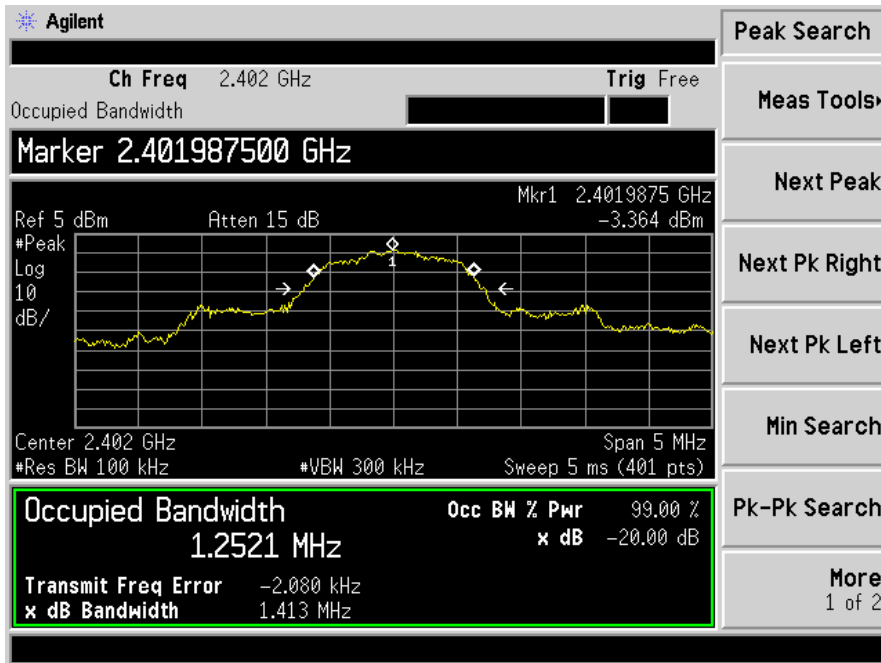 Agilent
Peak Search
Ch Freq 2.402 GHz Trig Free
Occupied Bandwidth
Meas Tools
Marker 2.401987500 GHz
Next Peak
Mkr1 2.4019875 GHz
Ref 5 dBm Atten 15 dB -3.364 dBm
#Peak
Log
10
dB/
1
Next Pk Right
Next Pk Left
Center 2.402 GHz Span 5 MHz
#Res BW 100 kHz #VBW 300 kHz Sweep 5 ms (401 pts)
Min Search
Occupied Bandwidth Occ BW % Pwr 99.00 %
1.2521 MHz x dB -20.00 dB
Pk-Pk Search
Transmit Freq Error -2.080 kHz
x dB Bandwidth 1.413 MHz
More
1 of 2